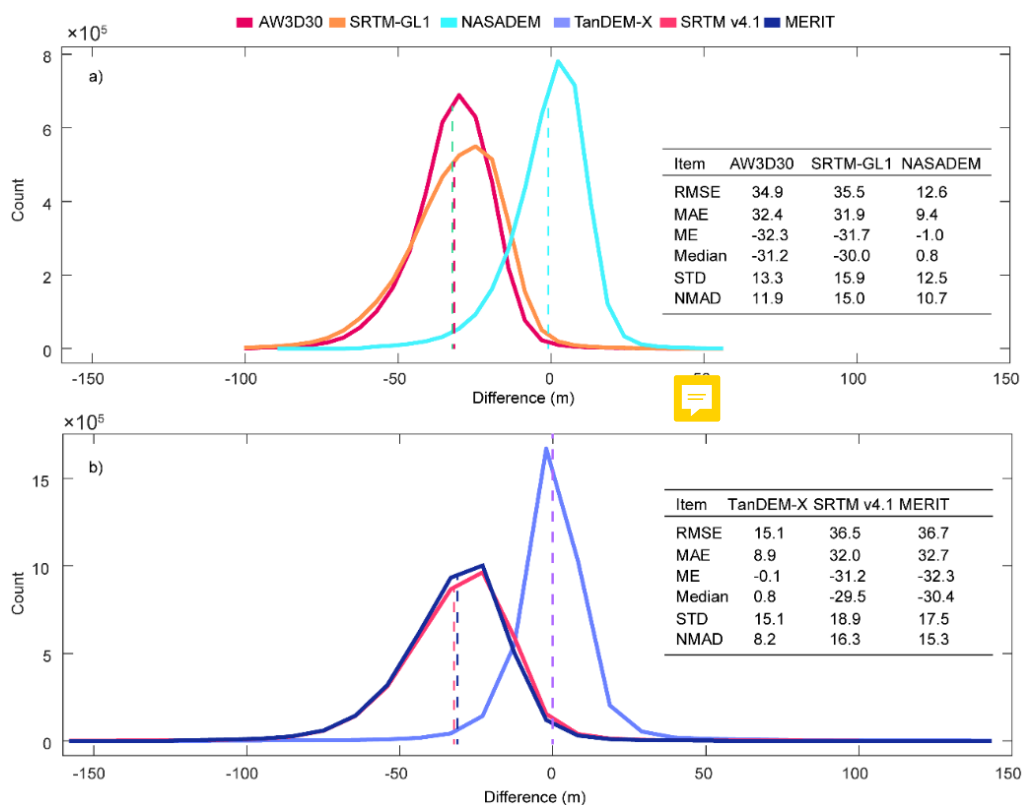 AW3D30 SRTM-GL1 NASADEM TanDEM-X SRTM v4.1 MERIT
×10⁵
a)
8
6
4
2
0
Count
Item AW3D30 SRTM-GL1 NASADEM
RMSE 34.9 35.5 12.6
MAE 32.4 31.9 9.4
ME -32.3 -31.7 -1.0
Median -31.2 -30.0 0.8
STD 13.3 15.9 12.5
NMAD 11.9 15.0 10.7
-150 -100 -50 0 50 100 150
Difference (m)
×10⁵
b)
15
10
5
0
Count
Item TanDEM-X SRTM v4.1 MERIT
RMSE 15.1 36.5 36.7
MAE 8.9 32.0 32.7
ME -0.1 -31.2 -32.3
Median 0.8 -29.5 -30.4
STD 15.1 18.9 17.5
NMAD 8.2 16.3 15.3
-150 -100 -50 0 50 100 150
Difference (m)